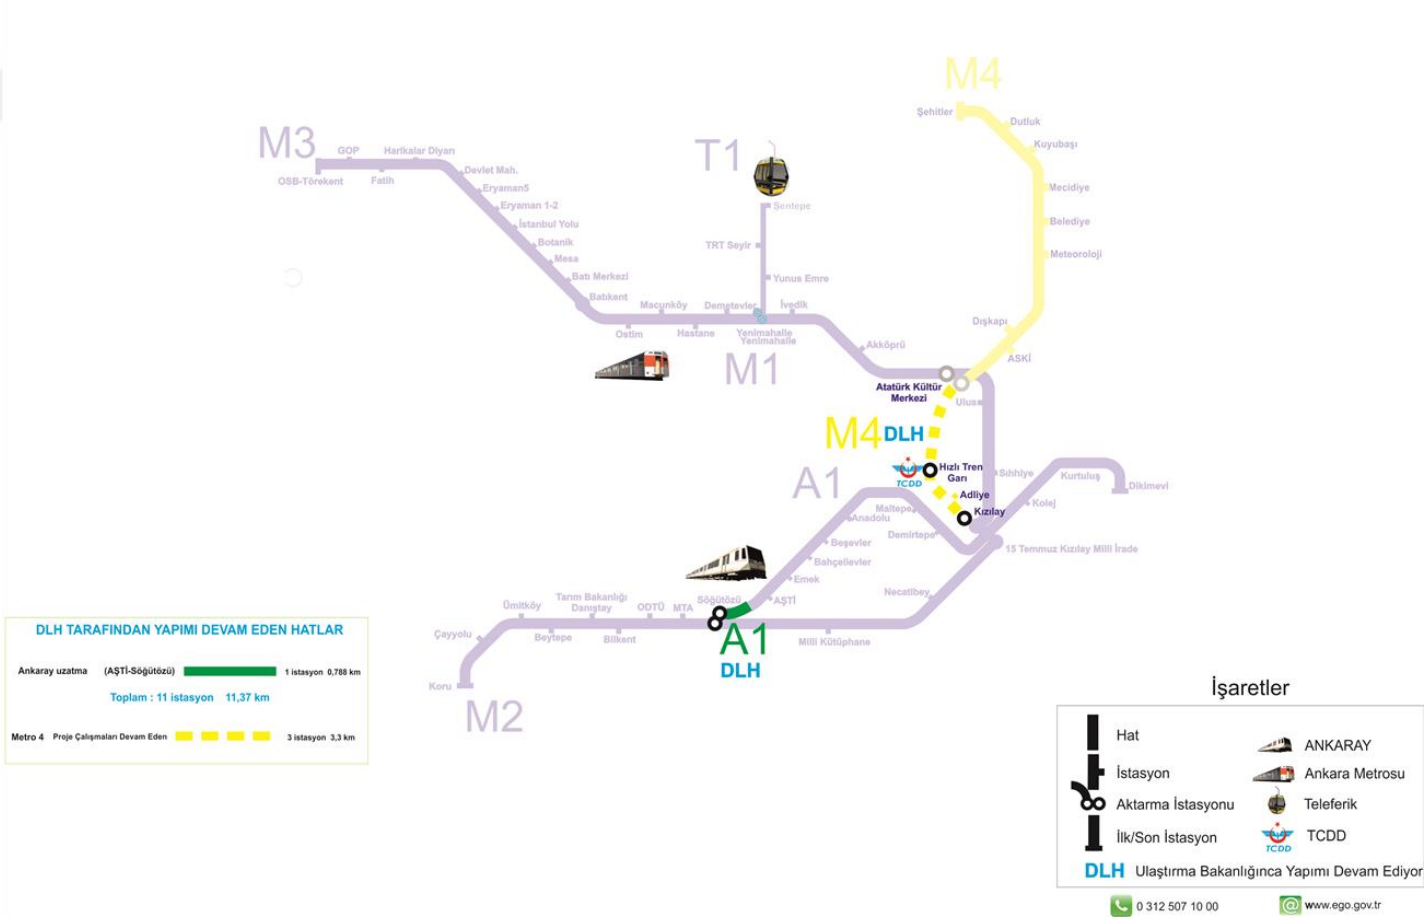 M4
Şehitler
Dutluk
Kuyubaşı
Mecidiye
Belediye
Meteoroloji
Dışkapı
ASKİ
M3
GOP
Harikalar Diyarı
OSB-Törekent
Fatih
Devlet Mah.
Eryaman5
Eryaman 1-2
İstanbul Yolu
Botanik
Mesa
Batı Merkezi
Batıkent
T1
Şentepe
TRT Seyir
Yunus Emre
Macunköy
Demetevler
İvedik
Ostim
Hastane
Yenimahalle
Yenimahalle
M1
Akköprü
Atatürk Kültür
Merkezi
Ulus
M4 DLH
TCDD
Hızlı Tren
Garı
Adliye
Kızılay
Sıhhiye
Kurtuluş
Dikimevi
Kolej
15 Temmuz Kızılay Milli İrade
A1
Maltepe
Anadolu
Demirtepe
Beşevler
Bahçelievler
Emek
AŞTİ
Necatibey
Söğütözü
Milli Kütüphane
A1
DLH
MTA
ODTÜ
Tarım Bakanlığı
Danıştay
Bilkent
Beytepe
Ümitköy
Çayyolu
Koru
M2
DLH TARAFINDAN YAPIMI DEVAM EDEN HATLAR
Ankaray uzatma (AŞTİ-Söğütözü) 1 istasyon 0,788 km
Toplam : 11 istasyon 11,37 km
Metro 4 Proje Çalışmaları Devam Eden 3 istasyon 3,3 km
İşaretler
Hat
ANKARAY
İstasyon
Ankara Metrosu
Aktarma İstasyonu
Teleferik
İlk/Son İstasyon
TCDD
TCDD
DLH Ulaştırma Bakanlığınca Yapımı Devam Ediyor
0 312 507 10 00
www.ego.gov.tr